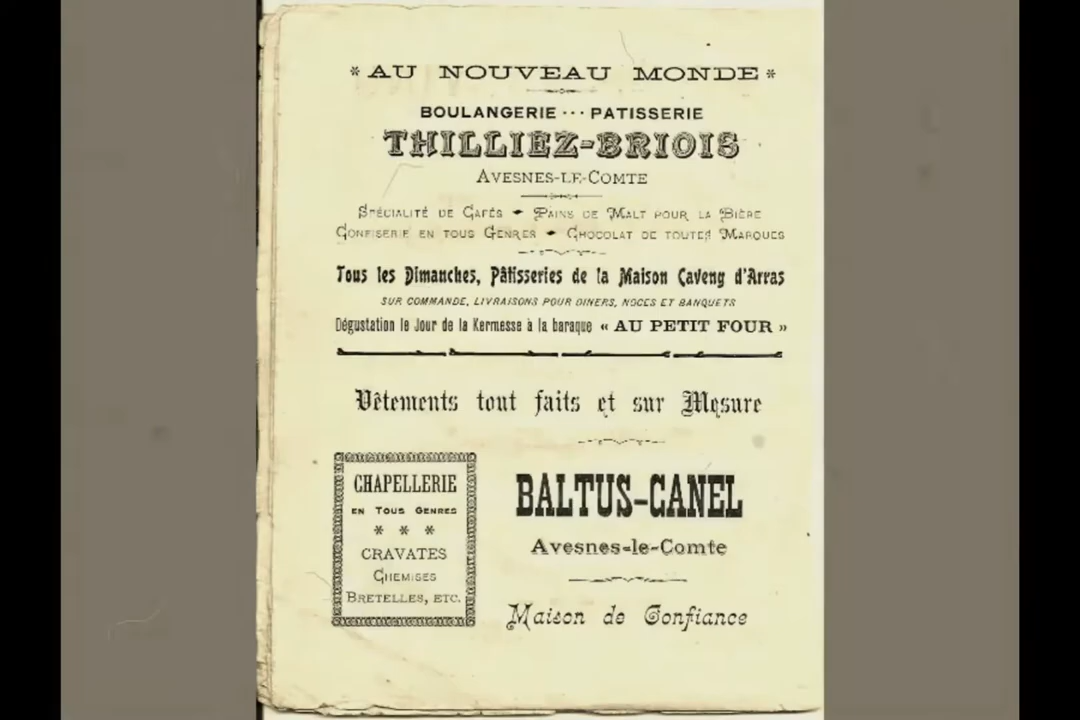 * AU NOUVEAU MONDE *
BOULANGERIE ··· PATISSERIE
THILLIEZ-BRIOIS
AVESNES-LE-COMTE
SPÉCIALITÉ DE CAFÉS • PAINS DE MALT POUR LA BIÈRE
CONFISERIE EN TOUS GENRES • CHOCOLAT DE TOUTES MARQUES
Tous les Dimanches, Pâtisseries de la Maison Caveng d'Arras
SUR COMMANDE, LIVRAISONS POUR DINERS, NOCES ET BANQUETS
Dégustation le Jour de la Kermesse à la baraque « AU PETIT FOUR »
Vêtements tout faits et sur Mesure
CHAPELLERIE
EN TOUS GENRES
* * *
CRAVATES
CHEMISES
BRETELLES, ETC.
BALTUS-CANEL
Avesnes-le-Comte
Maison de Confiance